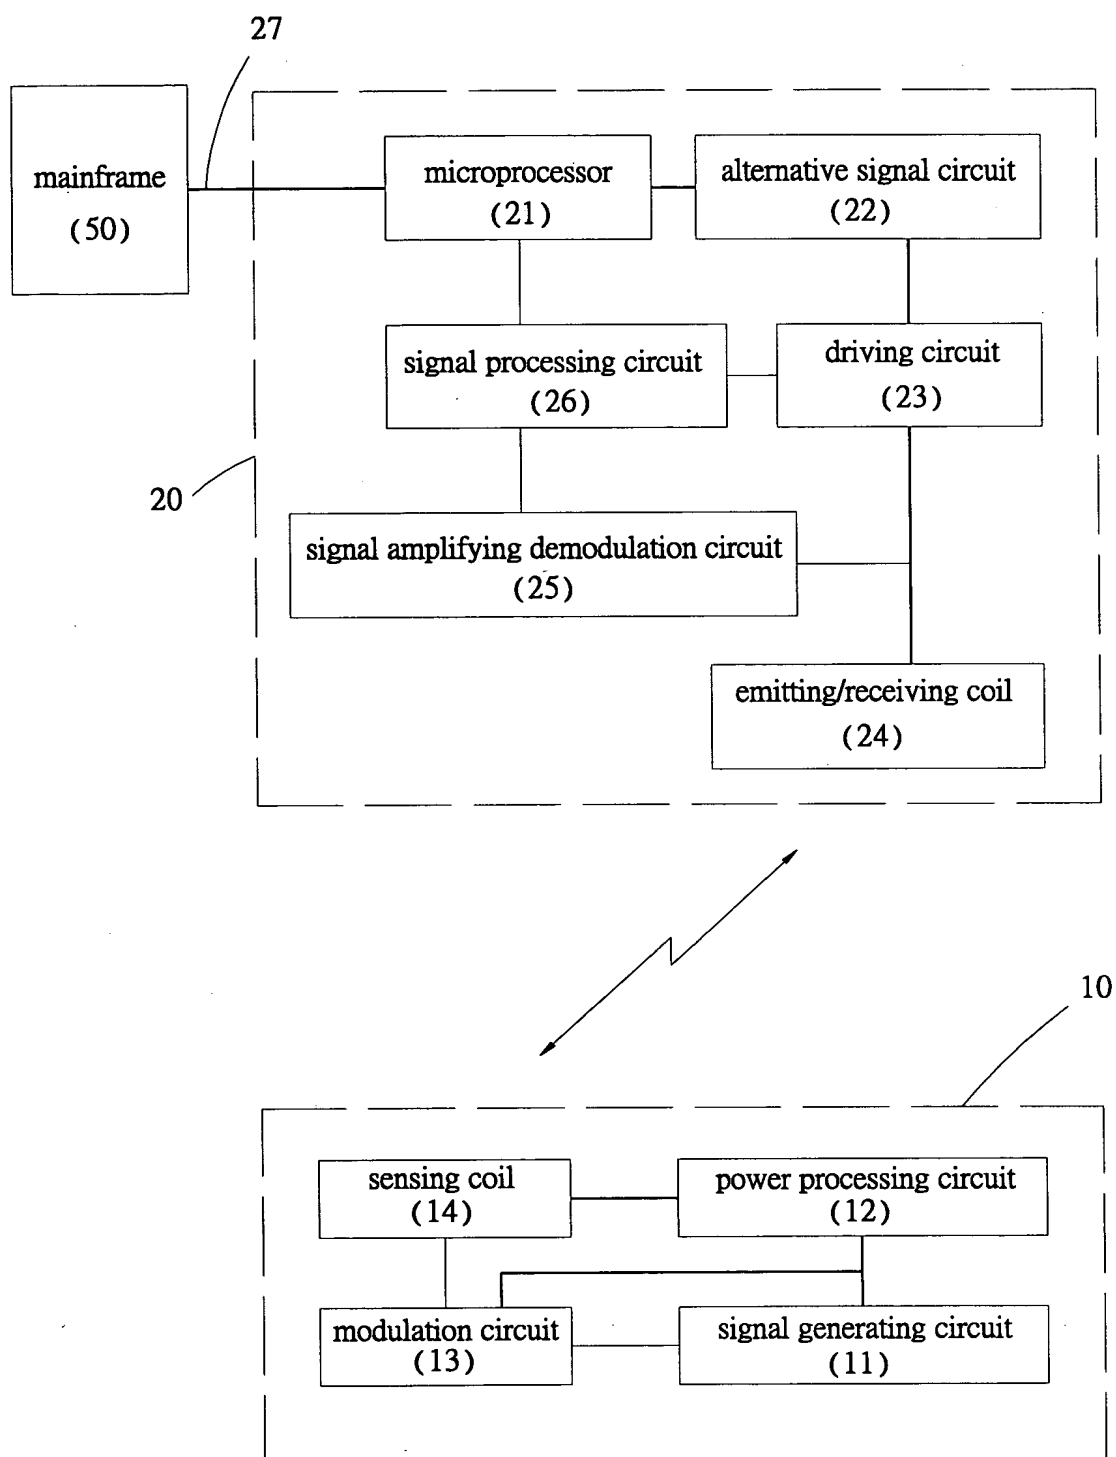 27
mainframe
(50)
microprocessor
(21)
alternative signal circuit
(22)
signal processing circuit
(26)
driving circuit
(23)
20
signal amplifying demodulation circuit
(25)
emitting/receiving coil
(24)
10
sensing coil
(14)
power processing circuit
(12)
modulation circuit
(13)
signal generating circuit
(11)